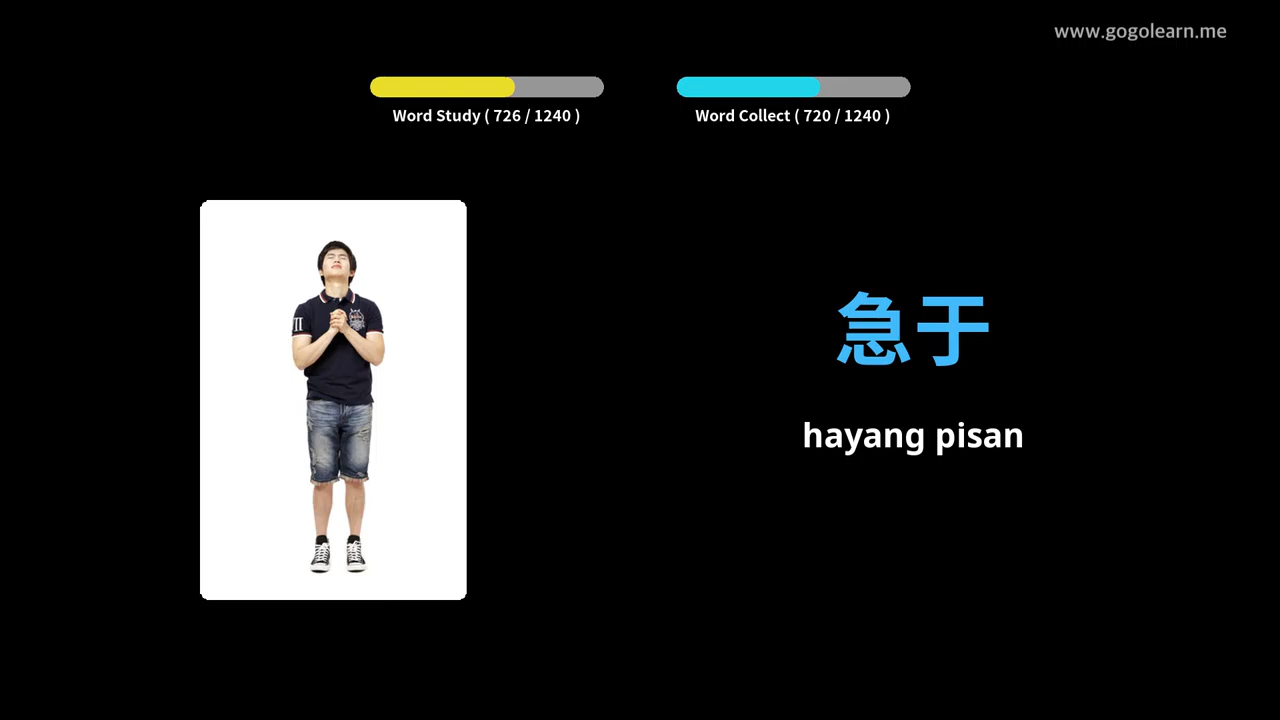 www.gogolearn.me
Word Study ( 726 / 1240 )
Word Collect ( 720 / 1240 )
急于
hayang pisan